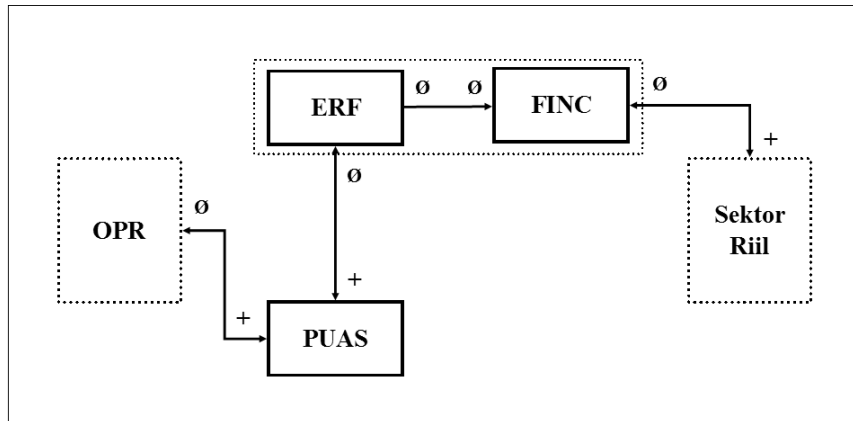 ERF
Ø
Ø
FINC
Ø
+
Ø
OPR
Ø
Sektor
Riil
+
+
PUAS